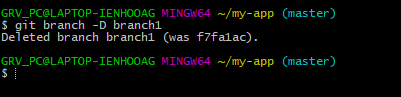 GRV_PC@LAPTOP-IENHOOAG MINGW64 ~/my-app (master)
$ git branch -D branch1
Deleted branch branch1 (was f7fa1ac).
GRV_PC@LAPTOP-IENHOOAG MINGW64 ~/my-app (master)
$